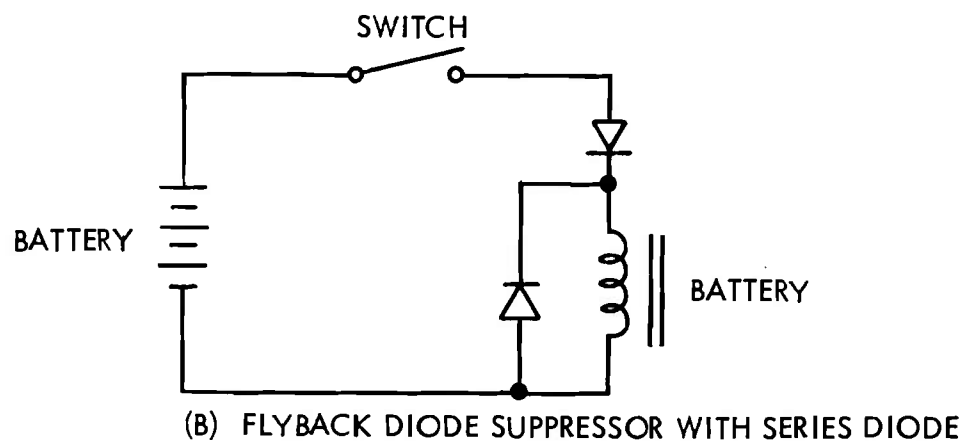 SWITCH
BATTERY
BATTERY
(B) FLYBACK DIODE SUPPRESSOR WITH SERIES DIODE